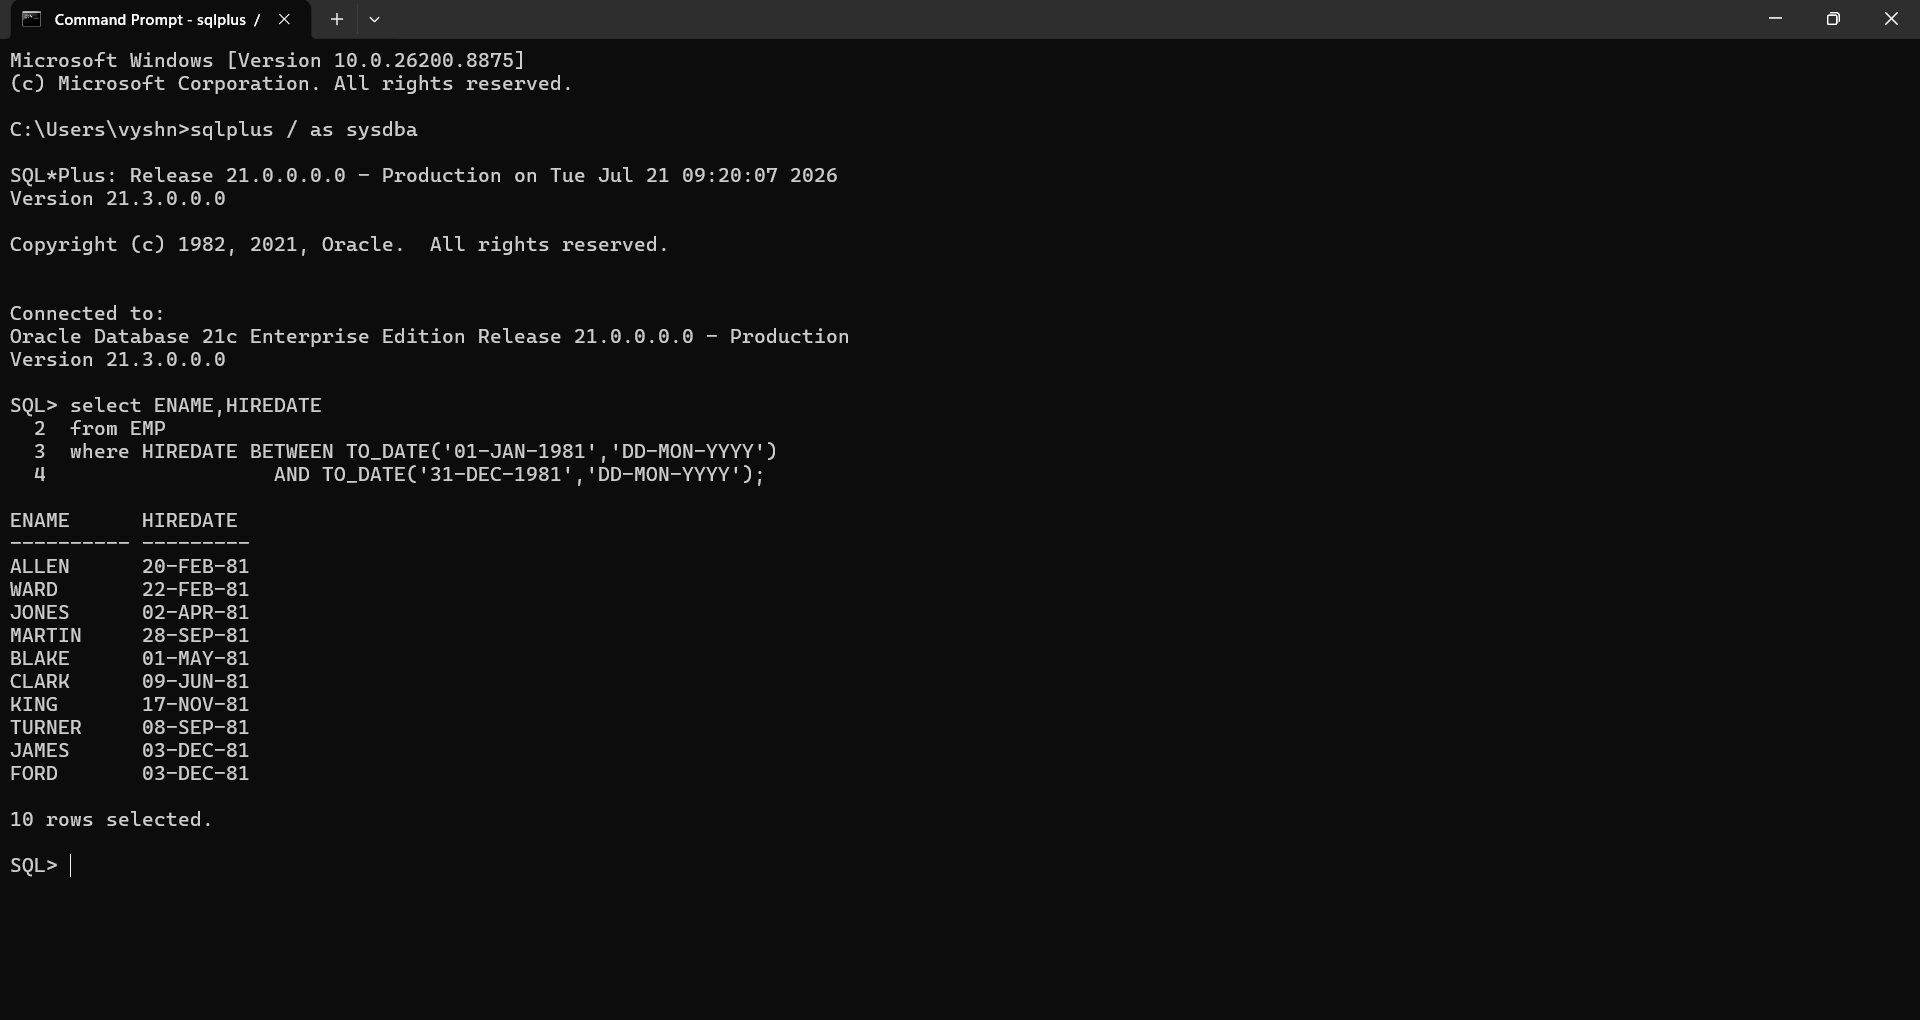 Command Prompt - sqlplus /
Microsoft Windows [Version 10.0.26200.8875]
(c) Microsoft Corporation. All rights reserved.
C:\Users\vyshn>sqlplus / as sysdba
SQL*Plus: Release 21.0.0.0.0 - Production on Tue Jul 21 09:20:07 2026
Version 21.3.0.0.0
Copyright (c) 1982, 2021, Oracle.  All rights reserved.
Connected to:
Oracle Database 21c Enterprise Edition Release 21.0.0.0.0 - Production
Version 21.3.0.0.0
SQL> select ENAME,HIREDATE
  2  from EMP
  3  where HIREDATE BETWEEN TO_DATE('01-JAN-1981','DD-MON-YYYY')
  4                   AND TO_DATE('31-DEC-1981','DD-MON-YYYY');
ENAME      HIREDATE
---------- ---------
ALLEN      20-FEB-81
WARD       22-FEB-81
JONES      02-APR-81
MARTIN     28-SEP-81
BLAKE      01-MAY-81
CLARK      09-JUN-81
KING       17-NOV-81
TURNER     08-SEP-81
JAMES      03-DEC-81
FORD       03-DEC-81
10 rows selected.
SQL>